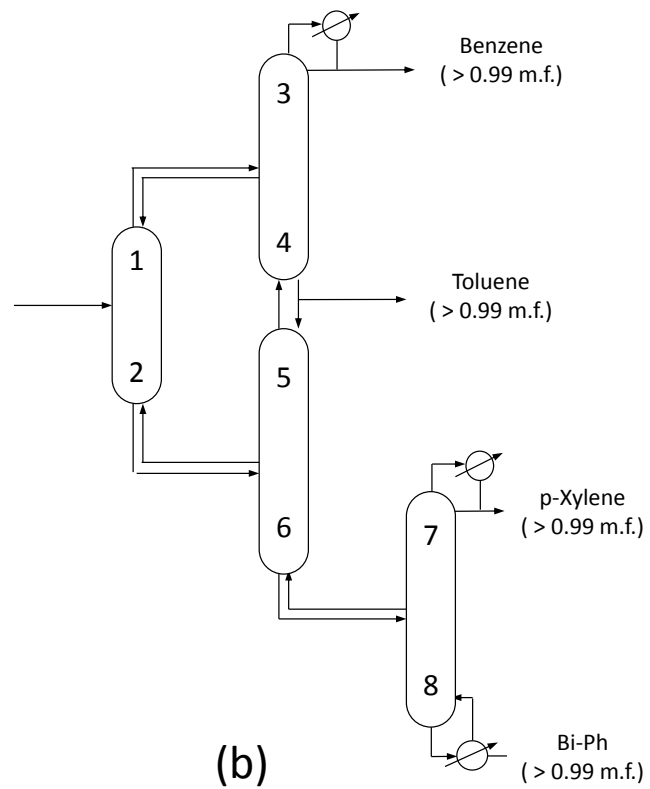 Benzene
( > 0.99 m.f.)
3
4
1
2
Toluene
( > 0.99 m.f.)
5
6
p-Xylene
( > 0.99 m.f.)
7
8
Bi-Ph
( > 0.99 m.f.)
(b)